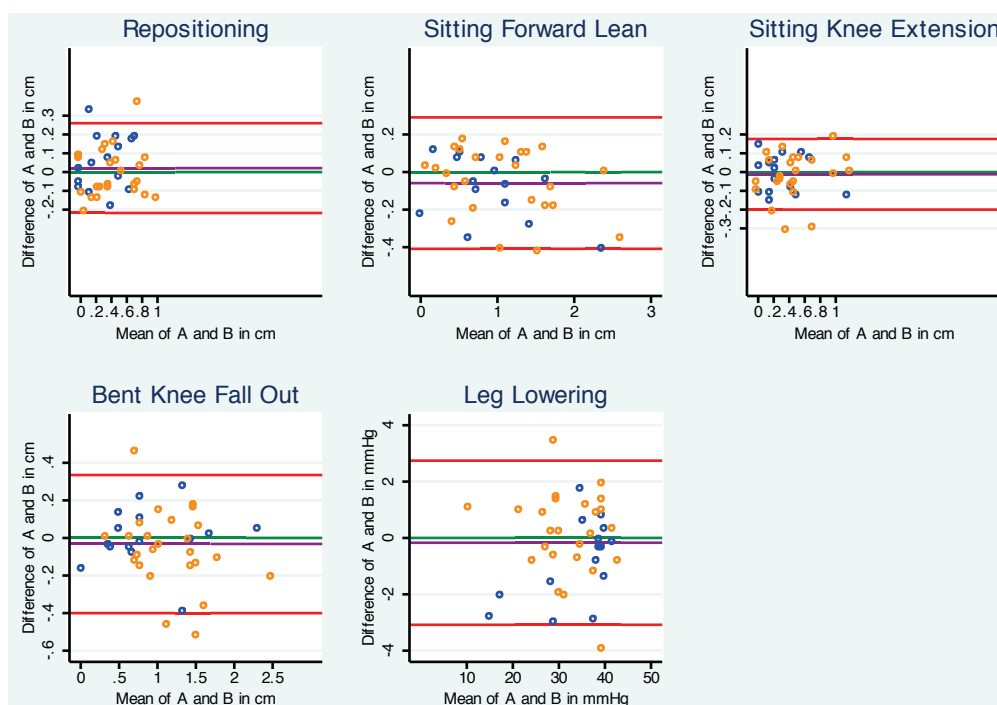 Repositioning
Sitting Forward Lean
Sitting Knee Extension
Difference of A and B in cm
.3
.2
.1
0
-.1
-.2
0 .2.4.6.8 1
Mean of A and B in cm
Difference of A and B in cm
.2
0
-.2
-.4
0 1 2 3
Mean of A and B in cm
Difference of A and B in cm
.2
.1
0
-.1
-.2
-.3
0 .2.4.6.8 1
Mean of A and B in cm
Bent Knee Fall Out
Leg Lowering
Difference of A and B in cm
.4
.2
0
-.2
-.4
-.6
0 .5 1 1.5 2 2.5
Mean of A and B in cm
Difference of A and B in mmHg
4
2
0
-2
-4
10 20 30 40 50
Mean of A and B in mmHg